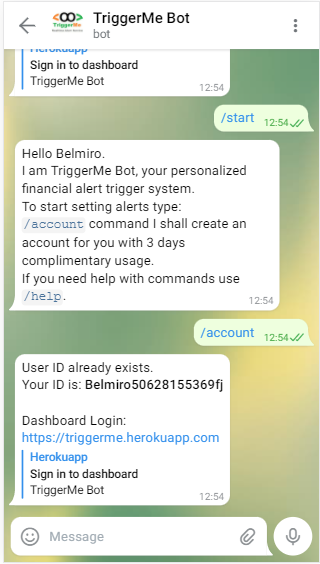 TriggerMe Bot
bot
TriggerMe
Herokuapp
Sign in to dashboard
TriggerMe Bot
12:54
/start
12:54
Hello Belmiro.
I am TriggerMe Bot, your personalized
financial alert trigger system.
To start setting alerts type:
/account command I shall create an
account for you with 3 days
complimentary usage.
If you need help with commands use
/help.
12:54
/account
12:54
User ID already exists.
Your ID is: Belmiro50628155369fj
Dashboard Login:
https://triggerme.herokuapp.com
Herokuapp
Sign in to dashboard
TriggerMe Bot
12:54
Message